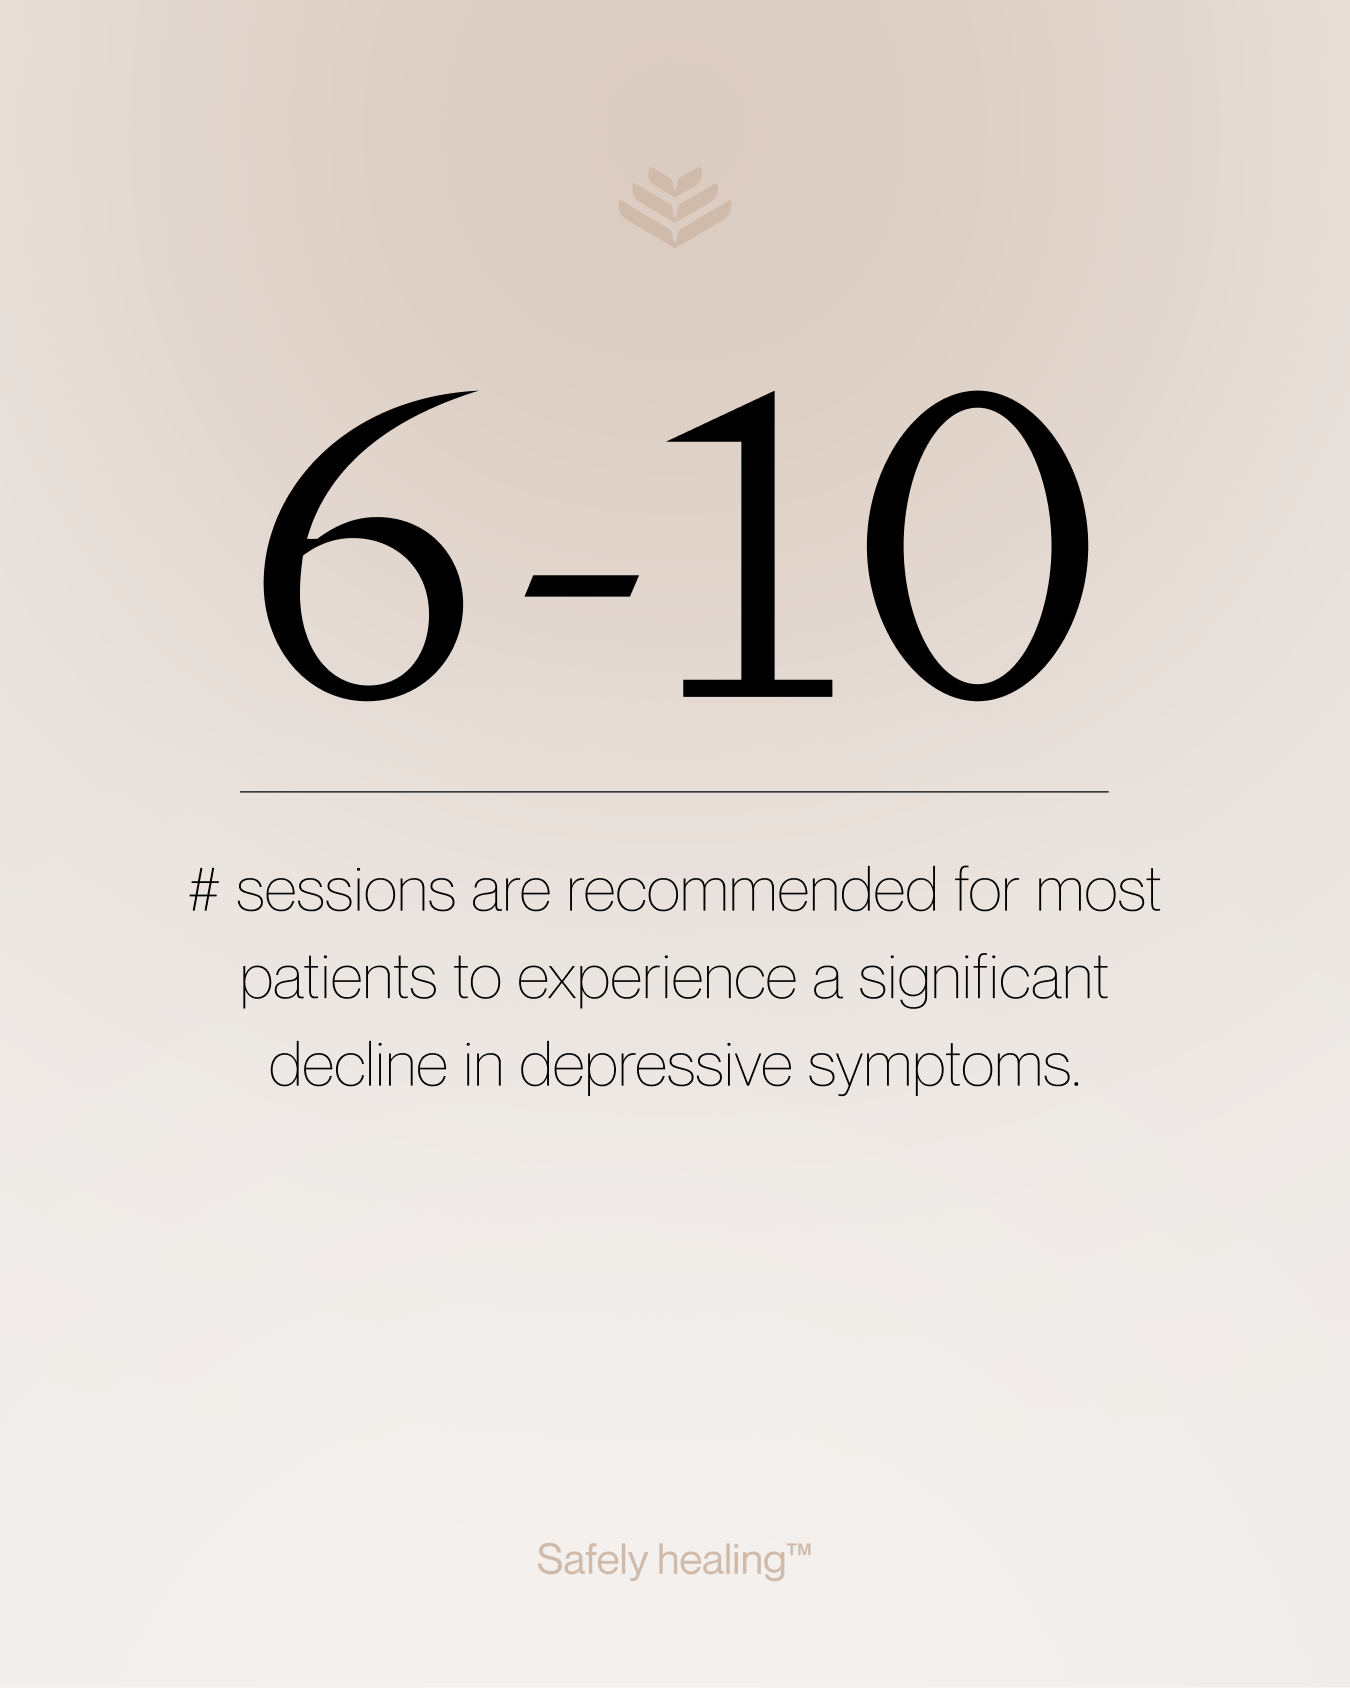 6-10
# sessions are recommended for most
patients to experience a significant
decline in depressive symptoms.
Safely healing™